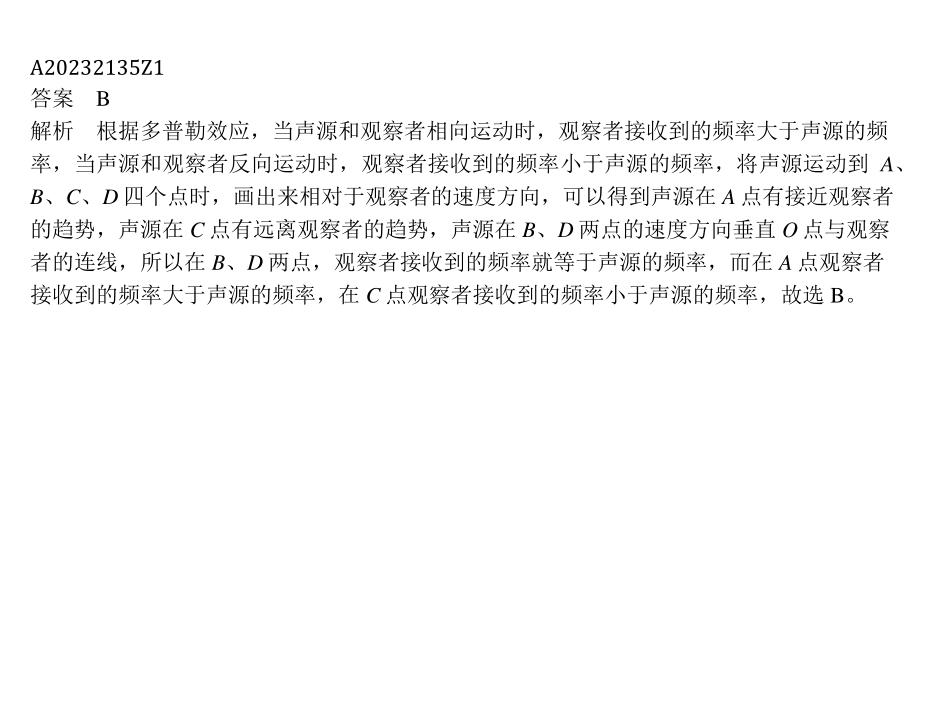 A20232135Z1
答案 B
解析 根据多普勒效应，当声源和观察者相向运动时，观察者接收到的频率大于声源的频
率，当声源和观察者反向运动时，观察者接收到的频率小于声源的频率，将声源运动到 A、
B、C、D 四个点时，画出来相对于观察者的速度方向，可以得到声源在 A 点有接近观察者
的趋势，声源在 C 点有远离观察者的趋势，声源在 B、D 两点的速度方向垂直 O 点与观察
者的连线，所以在 B、D 两点，观察者接收到的频率就等于声源的频率，而在 A 点观察者
接收到的频率大于声源的频率，在 C 点观察者接收到的频率小于声源的频率，故选 B。